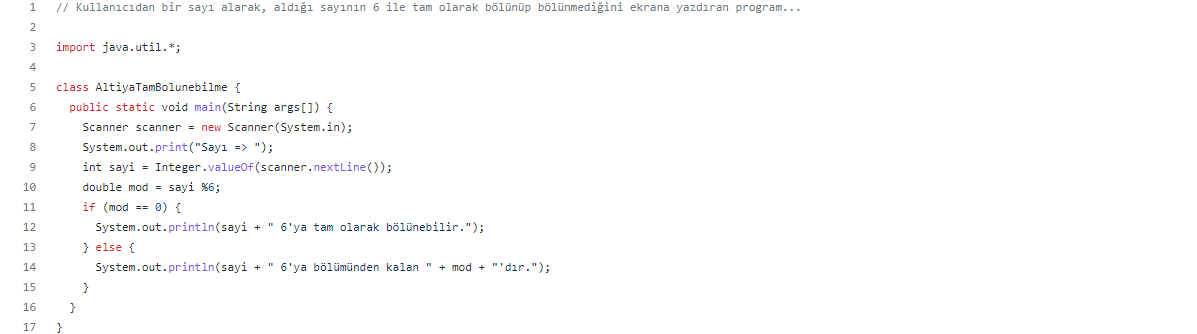 1 // Kullanıcıdan bir sayı alarak, aldığı sayının 6 ile tam olarak bölünüp bölünmediğini ekrana yazdıran program...
2
3 import java.util.*;
4
5 class AltiyaTamBolunebilme {
6 public static void main(String args[]) {
7 Scanner scanner = new Scanner(System.in);
8 System.out.print("Sayı => ");
9 int sayi = Integer.valueOf(scanner.nextLine());
10 double mod = sayi %6;
11 if (mod == 0) {
12 System.out.println(sayi + " 6'ya tam olarak bölünebilir.");
13 } else {
14 System.out.println(sayi + " 6'ya bölümünden kalan " + mod + "'dır.");
15 }
16 }
17 }